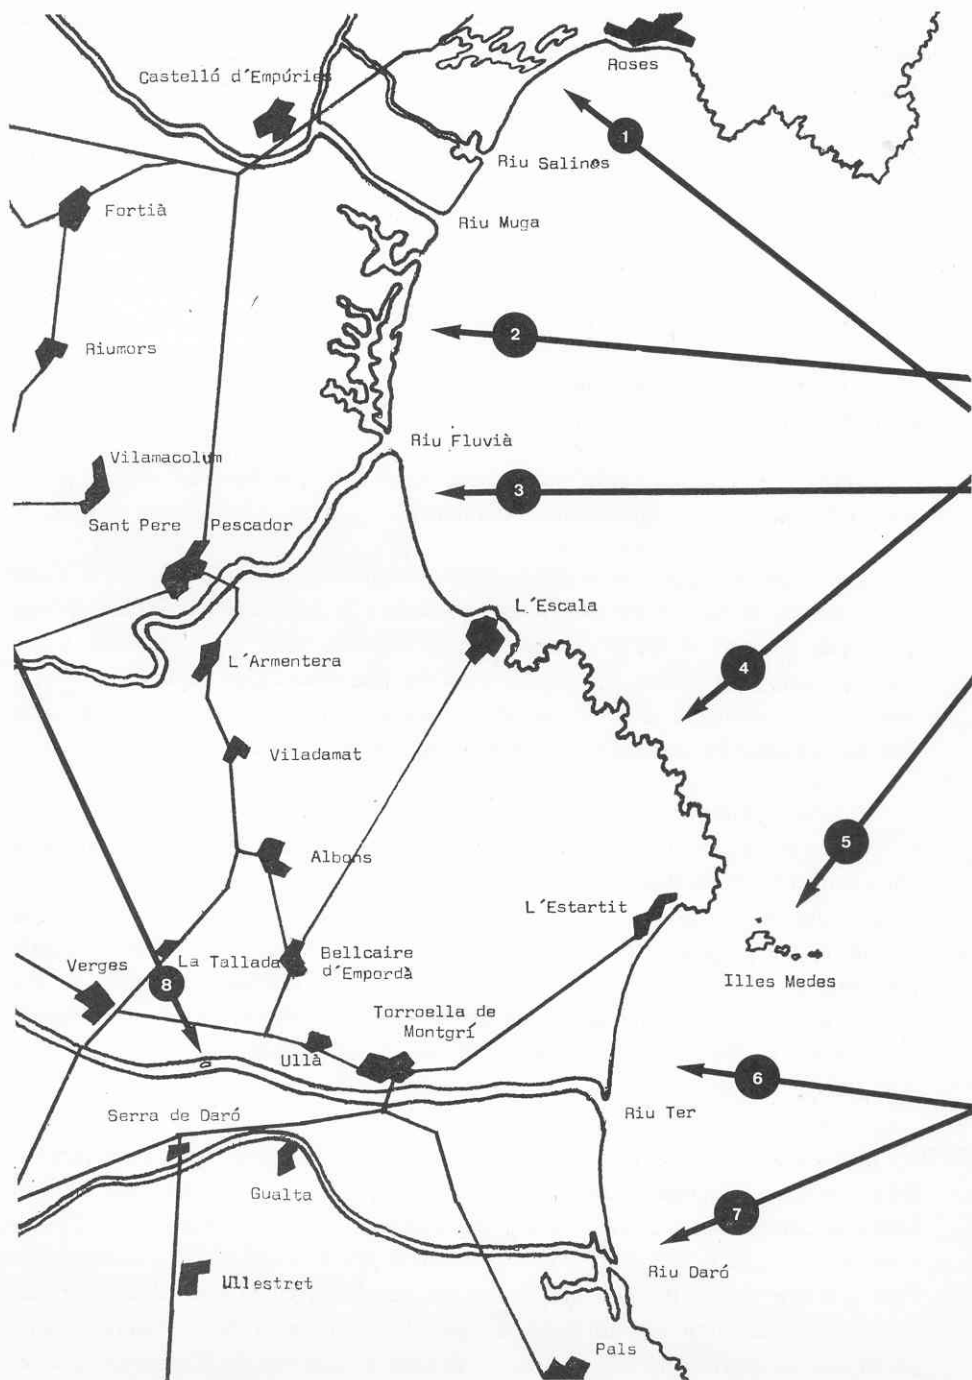 Roses
Castelló d´Empúries
1
Riu Salines
Fortià
Riu Muga
2
Riumors
Riu Fluvià
Vilamacolum
3
Sant Pere Pescador
L´Escala
L´Armentera
4
Viladamat
5
Albons
L´Estartit
Bellcaire
d´Empordà
La Tallada
Verges
8
Illes Medes
Torroella de
Montgrí
Ullà
6
Riu Ter
Serra de Daró
Gualta
7
Riu Daró
Ullestret
Pals